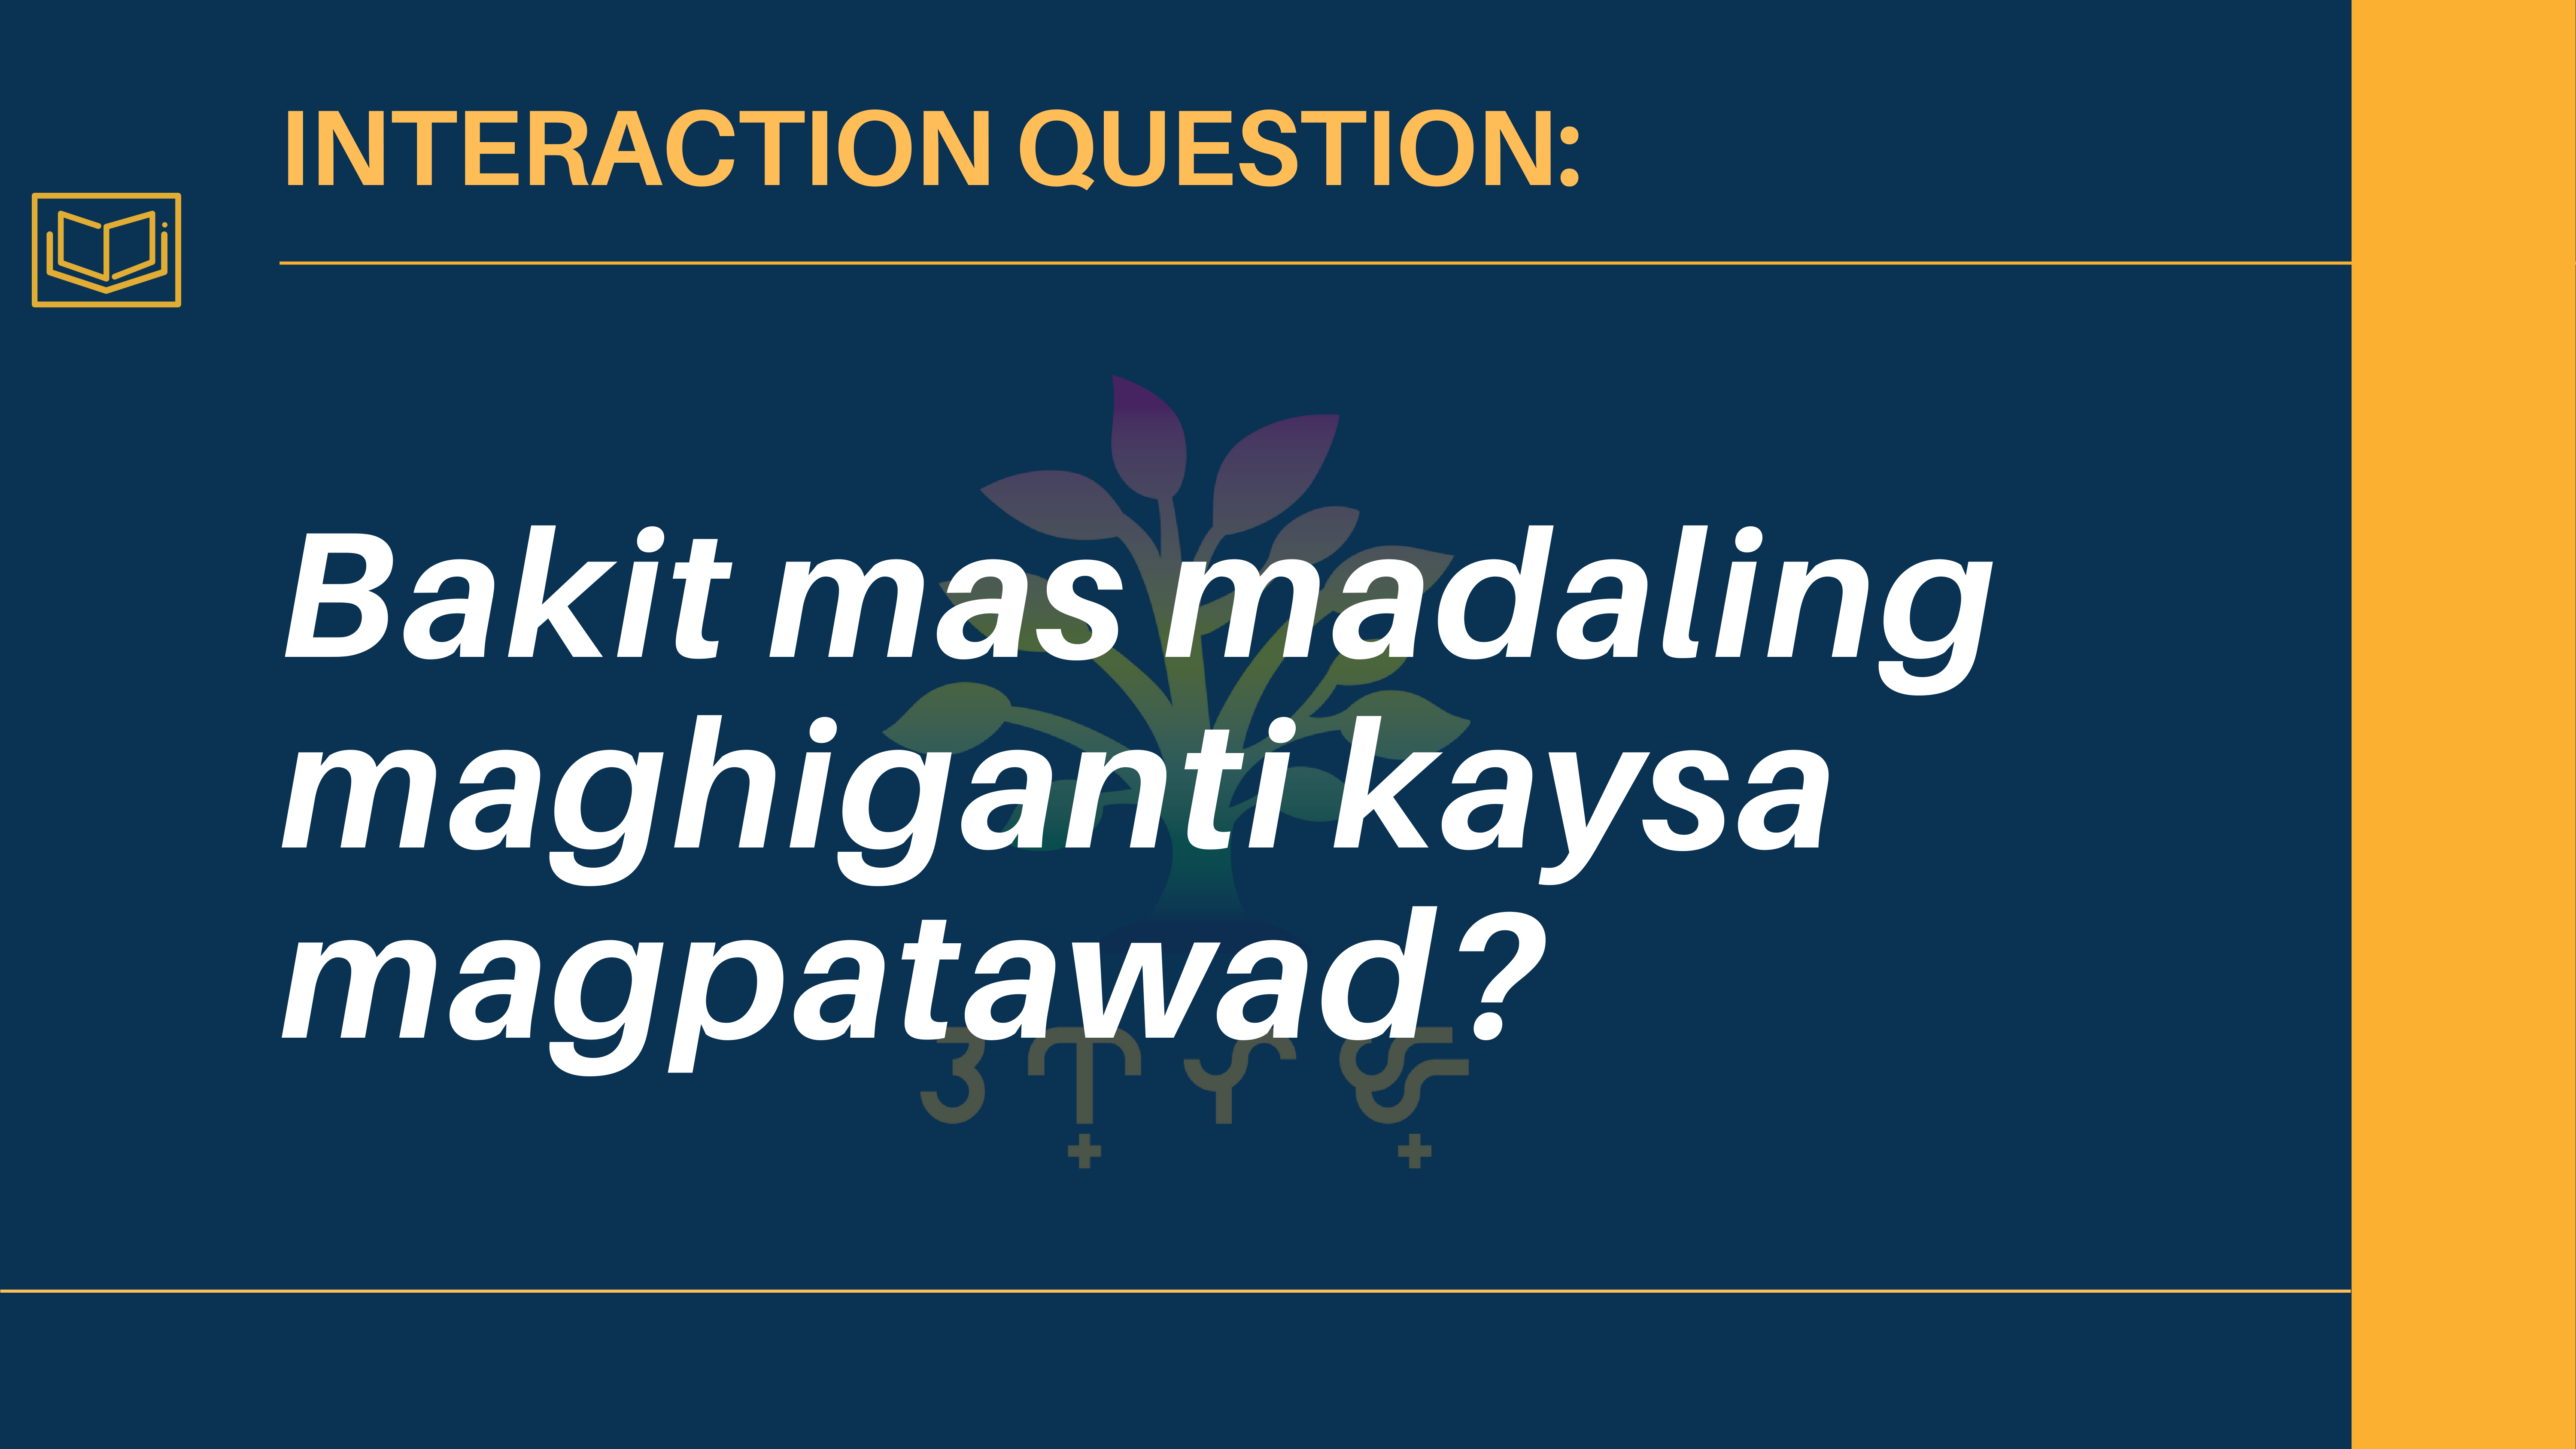 INTERACTION QUESTION:
Bakit mas madaling
maghiganti kaysa
magpatawad?